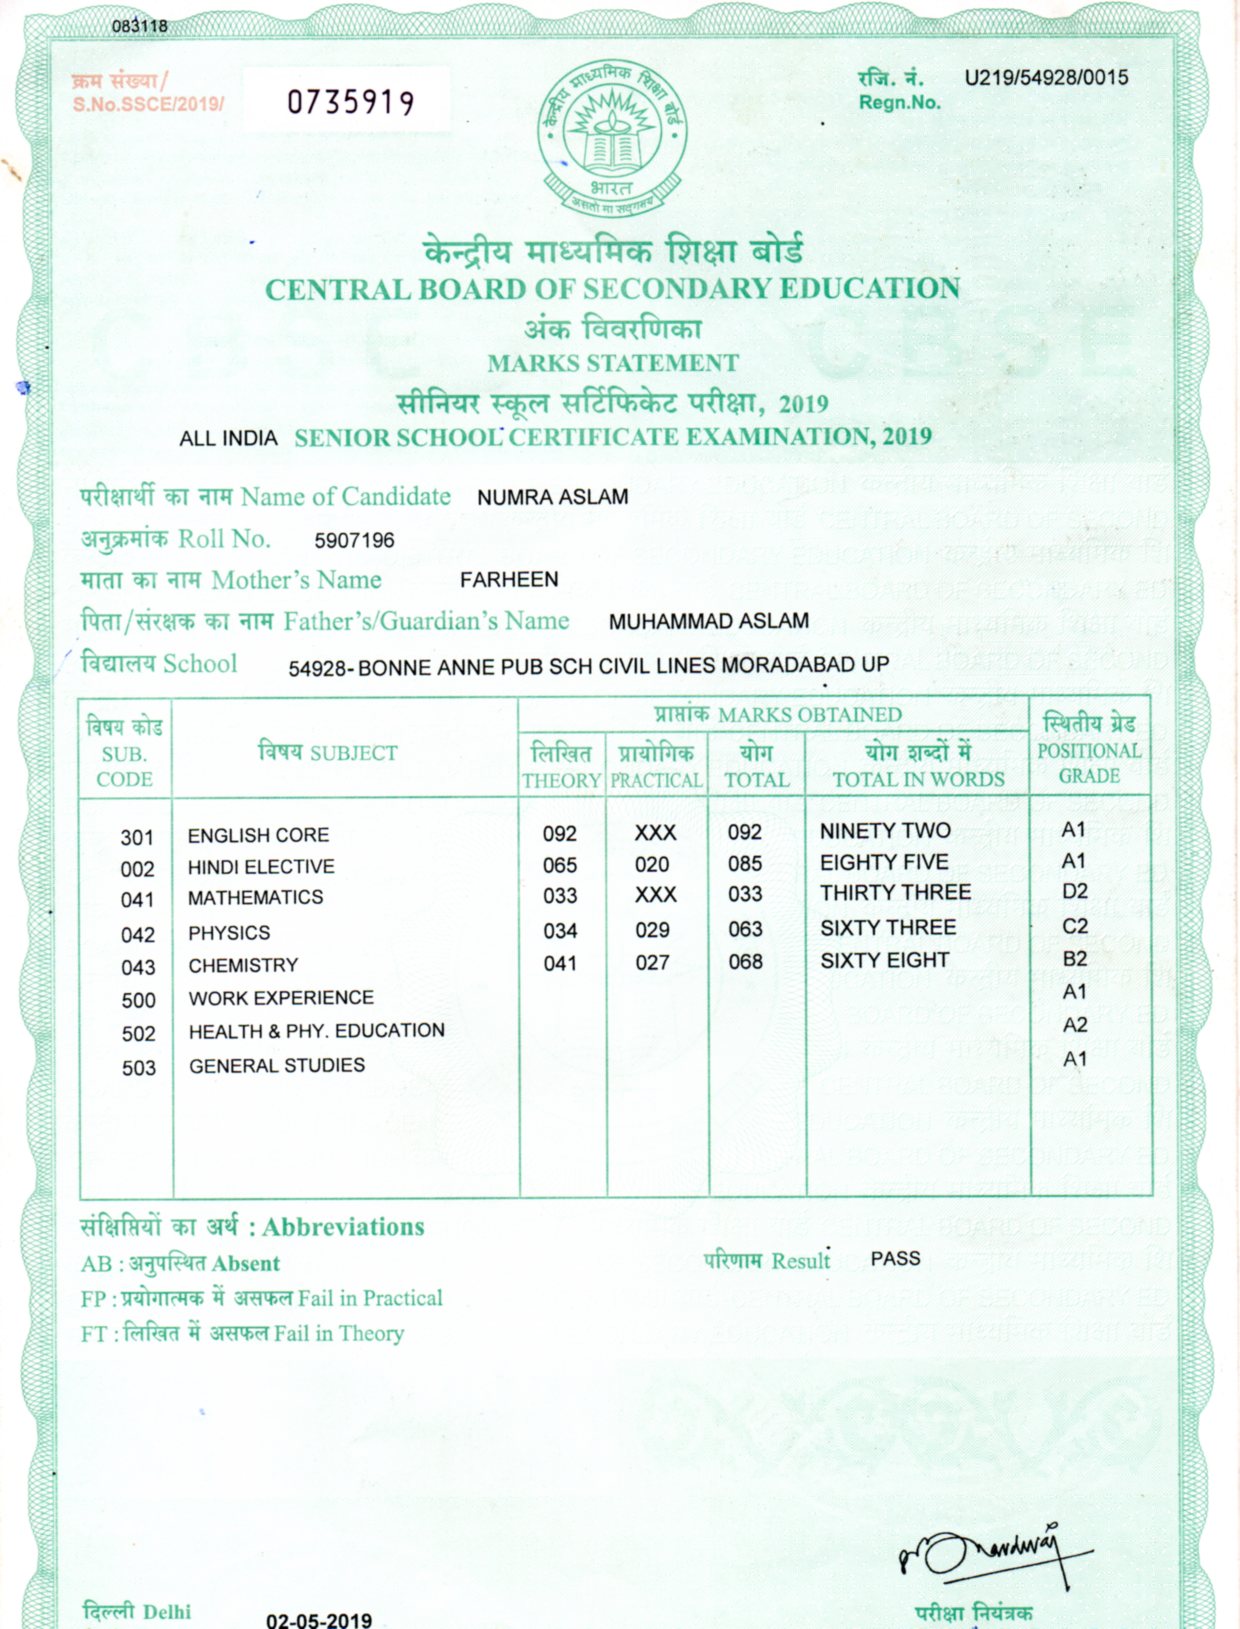 083118
क्रम संख्या/
S.No.SSCE/2019/ 0735919
रजि. नं. U219/54928/0015
Regn.No.
केन्द्रीय माध्यमिक शिक्षा बोर्ड
भारत
असतो मा सद्गमय
केन्द्रीय माध्यमिक शिक्षा बोर्ड
CENTRAL BOARD OF SECONDARY EDUCATION
अंक विवरणिका
MARKS STATEMENT
सीनियर स्कूल सर्टिफिकेट परीक्षा, 2019
ALL INDIA SENIOR SCHOOL CERTIFICATE EXAMINATION, 2019
परीक्षार्थी का नाम Name of Candidate NUMRA ASLAM
अनुक्रमांक Roll No. 5907196
माता का नाम Mother's Name FARHEEN
पिता/संरक्षक का नाम Father's/Guardian's Name MUHAMMAD ASLAM
विद्यालय School 54928- BONNE ANNE PUB SCH CIVIL LINES MORADABAD UP
विषय कोड SUB. CODE विषय SUBJECT प्राप्तांक MARKS OBTAINED स्थितीय ग्रेड POSITIONAL GRADE
लिखित THEORY प्रायोगिक PRACTICAL योग TOTAL योग शब्दों में TOTAL IN WORDS
301 ENGLISH CORE 092 XXX 092 NINETY TWO A1
002 HINDI ELECTIVE 065 020 085 EIGHTY FIVE A1
041 MATHEMATICS 033 XXX 033 THIRTY THREE D2
042 PHYSICS 034 029 063 SIXTY THREE C2
043 CHEMISTRY 041 027 068 SIXTY EIGHT B2
500 WORK EXPERIENCE A1
502 HEALTH & PHY. EDUCATION A2
503 GENERAL STUDIES A1
संक्षिप्तियों का अर्थ : Abbreviations
AB : अनुपस्थित Absent
परिणाम Result PASS
FP : प्रयोगात्मक में असफल Fail in Practical
FT : लिखित में असफल Fail in Theory
दिल्ली Delhi 02-05-2019
परीक्षा नियंत्रक